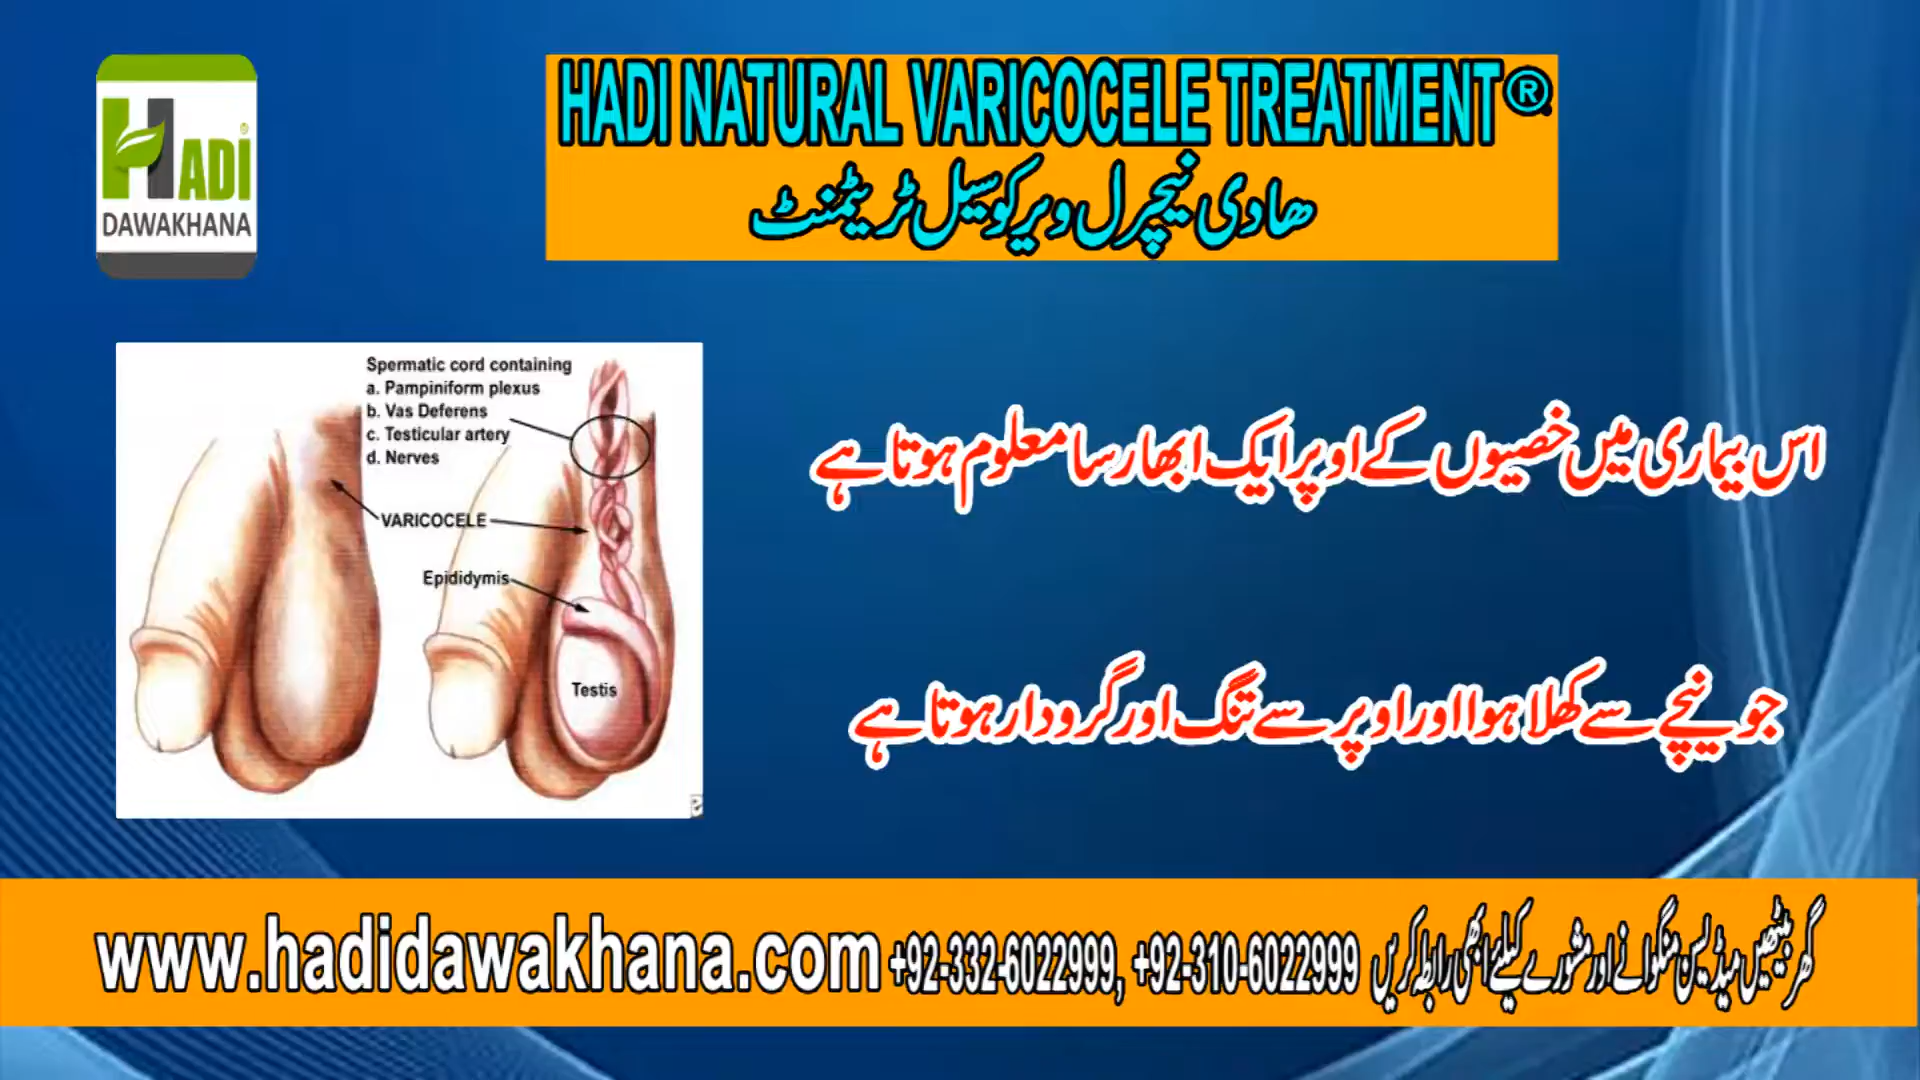 HADI
DAWAKHANA
HADI NATURAL VARICOCELE TREATMENT ®
ھادی نیچرل ویرکوسیل ٹریٹمنٹ
Spermatic cord containing
a. Pampiniform plexus
b. Vas Deferens
c. Testicular artery
d. Nerves
VARICOCELE
Epididymis
Testis
اس بیماری میں خصیوں کے اوپر ایک ابھار سا معلوم ہوتا ہے
جو نیچے سے کھلا ہوا اور اوپر سے تنگ اور گرودار ہوتا ہے
www.hadidawakhana.com +92-332-6022999, +92-310-6022999 گھر بیٹھیں میڈیسن منگوانے اور مشورے کیلئے ابھی رابطہ کریں